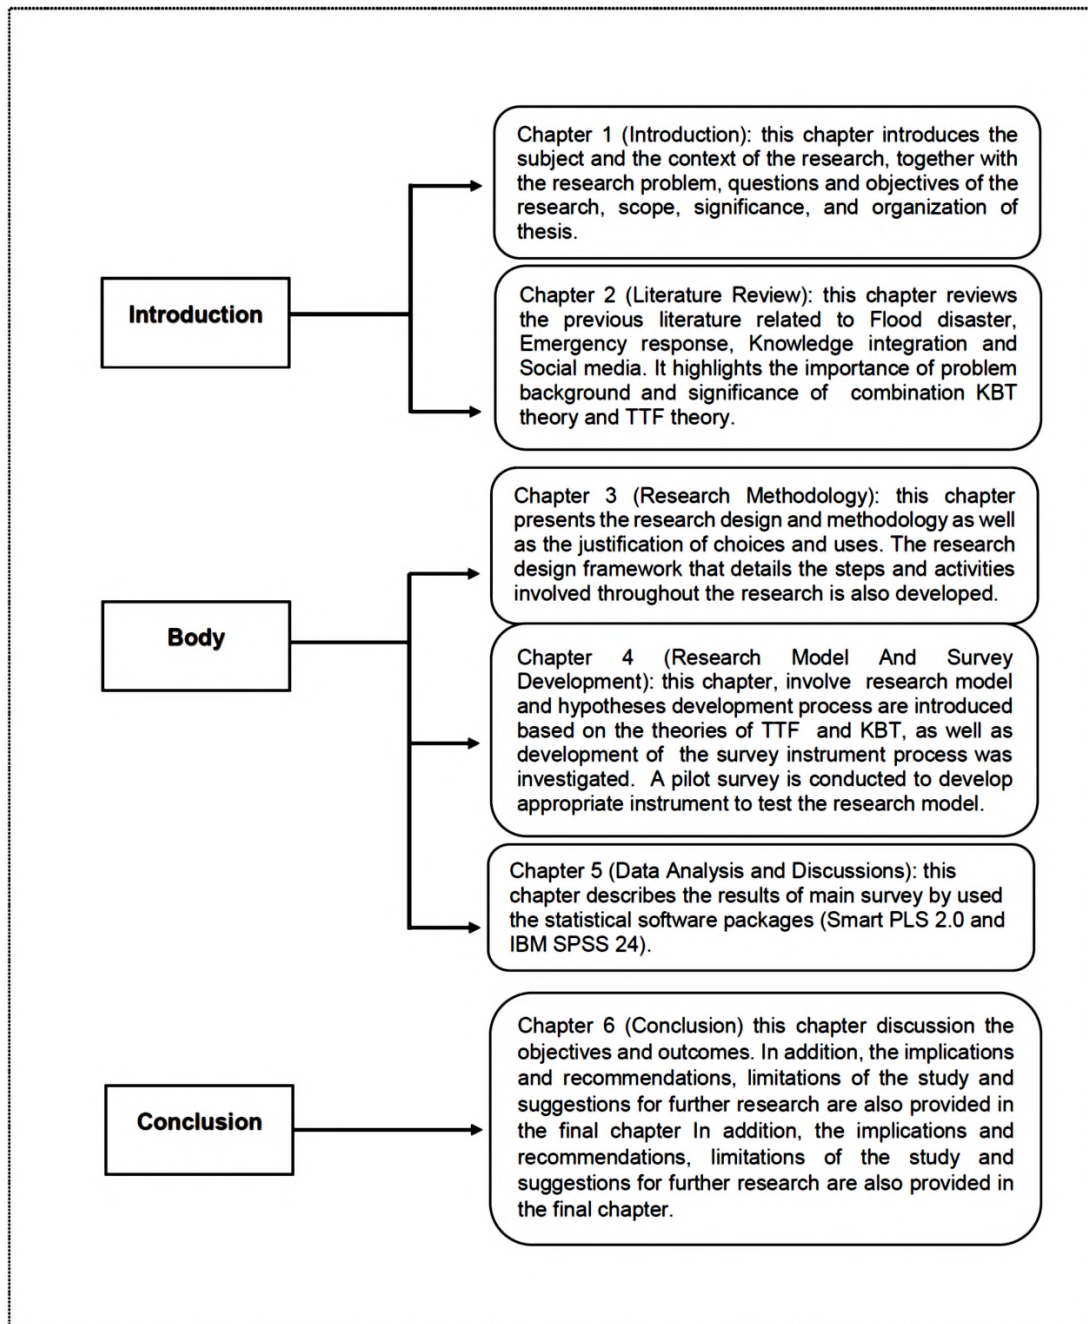 Introduction
Chapter 1 (Introduction): this chapter introduces the
subject and the context of the research, together with
the research problem, questions and objectives of the
research, scope, significance, and organization of
thesis.
Chapter 2 (Literature Review): this chapter reviews
the previous literature related to Flood disaster,
Emergency response, Knowledge integration and
Social media. It highlights the importance of problem
background and significance of combination KBT
theory and TTF theory.
Body
Chapter 3 (Research Methodology): this chapter
presents the research design and methodology as well
as the justification of choices and uses. The research
design framework that details the steps and activities
involved throughout the research is also developed.
Chapter 4 (Research Model And Survey
Development): this chapter, involve research model
and hypotheses development process are introduced
based on the theories of TTF and KBT, as well as
development of the survey instrument process was
investigated. A pilot survey is conducted to develop
appropriate instrument to test the research model.
Chapter 5 (Data Analysis and Discussions): this
chapter describes the results of main survey by used
the statistical software packages (Smart PLS 2.0 and
IBM SPSS 24).
Conclusion
Chapter 6 (Conclusion) this chapter discussion the
objectives and outcomes. In addition, the implications
and recommendations, limitations of the study and
suggestions for further research are also provided in
the final chapter In addition, the implications and
recommendations, limitations of the study and
suggestions for further research are also provided in
the final chapter.